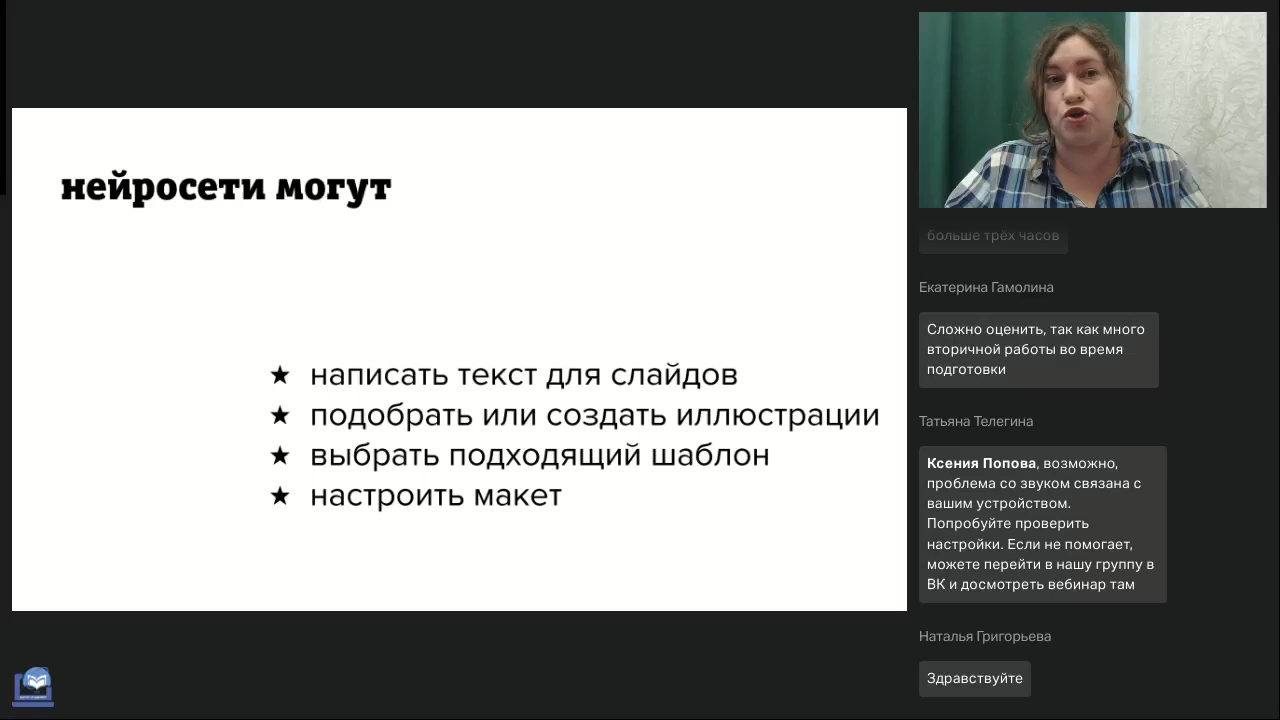 нейросети могут
★ написать текст для слайдов
★ подобрать или создать иллюстрации
★ выбрать подходящий шаблон
★ настроить макет
больше трёх часов
Екатерина Гамолина
Сложно оценить, так как много
вторичной работы во время
подготовки
Татьяна Телегина
Ксения Попова, возможно,
проблема со звуком связана с
вашим устройством.
Попробуйте проверить
настройки. Если не помогает,
можете перейти в нашу группу в
ВК и досмотреть вебинар там
Наталья Григорьева
Здравствуйте